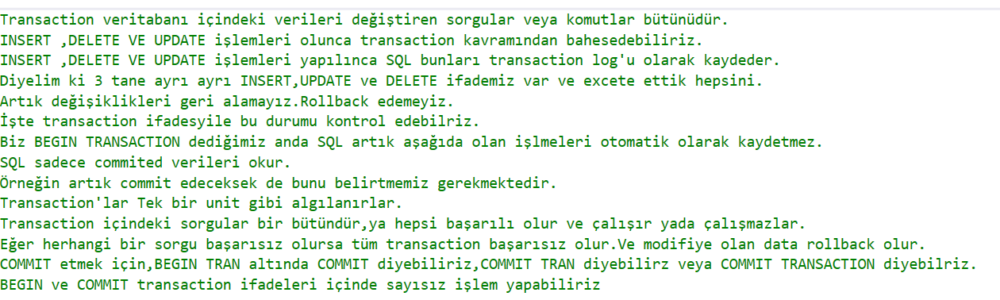 Transaction veritabanı içindeki verileri değiştiren sorgular veya komutlar bütünüdür.
INSERT ,DELETE VE UPDATE işlemleri olunca transaction kavramından bahesedebiliriz.
INSERT ,DELETE VE UPDATE işlemleri yapılınca SQL bunları transaction log'u olarak kaydeder.
Diyelim ki 3 tane ayrı ayrı INSERT,UPDATE ve DELETE ifademiz var ve excete ettik hepsini.
Artık değişiklikleri geri alamayız.Rollback edemeyiz.
İşte transaction ifadesyile bu durumu kontrol edebilriz.
Biz BEGIN TRANSACTION dediğimiz anda SQL artık aşağıda olan işlmeleri otomatik olarak kaydetmez.
SQL sadece commited verileri okur.
Örneğin artık commit edeceksek de bunu belirtmemiz gerekmektedir.
Transaction'lar Tek bir unit gibi algılanırlar.
Transaction içindeki sorgular bir bütündür,ya hepsi başarılı olur ve çalışır yada çalışmazlar.
Eğer herhangi bir sorgu başarısız olursa tüm transaction başarısız olur.Ve modifiye olan data rollback olur.
COMMIT etmek için,BEGIN TRAN altında COMMIT diyebiliriz,COMMIT TRAN diyebilirz veya COMMIT TRANSACTION diyebilriz.
BEGIN ve COMMIT transaction ifadeleri içinde sayısız işlem yapabiliriz